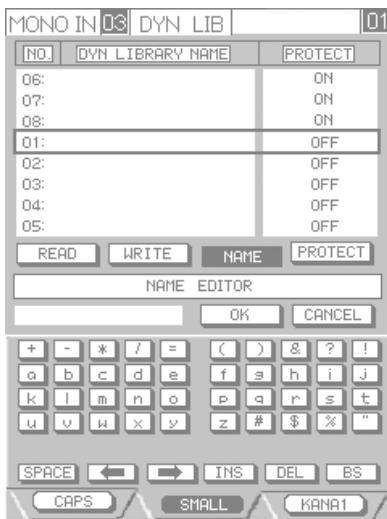 MONO IN 03 DYN LIB 01
NO. DYN LIBRARY NAME PROTECT
06: ON
07: ON
08: ON
01: OFF
02: OFF
03: OFF
04: OFF
05: OFF
READ WRITE NAME PROTECT
NAME EDITOR
OK CANCEL
+ - * / = ( ) & ? !
a b c d e f g h i j
k l m n o p q r s t
u v w x y z # $ % "
SPACE ← → INS DEL BS
CAPS SMALL KANA1